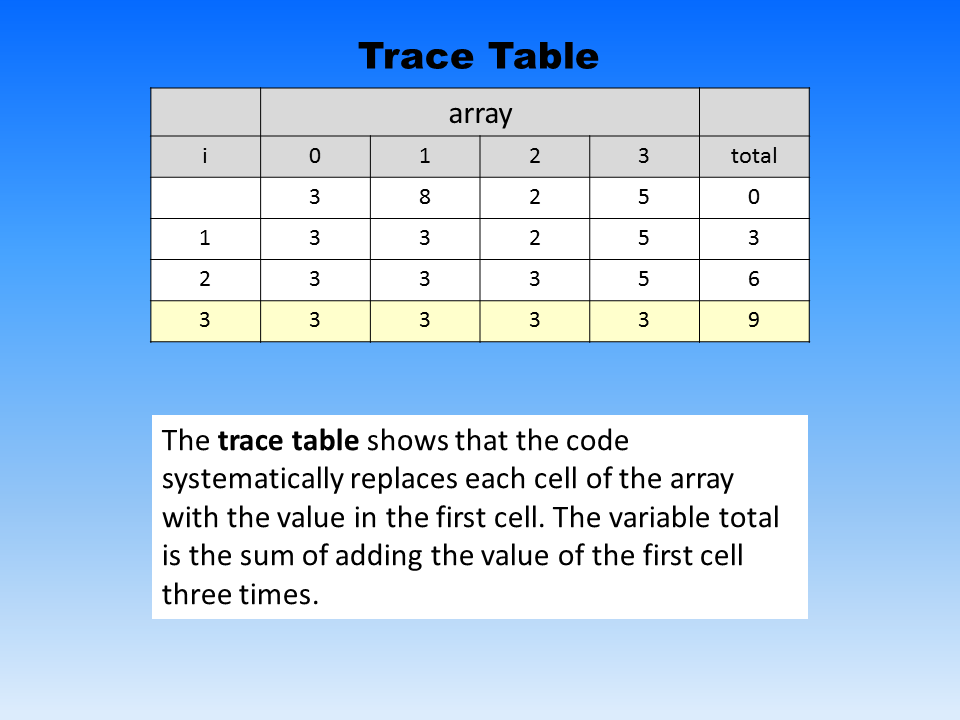 Trace Table
array
i 0 1 2 3 total
3 8 2 5 0
1 3 3 2 5 3
2 3 3 3 5 6
3 3 3 3 3 9
The trace table shows that the code
systematically replaces each cell of the array
with the value in the first cell. The variable total
is the sum of adding the value of the first cell
three times.